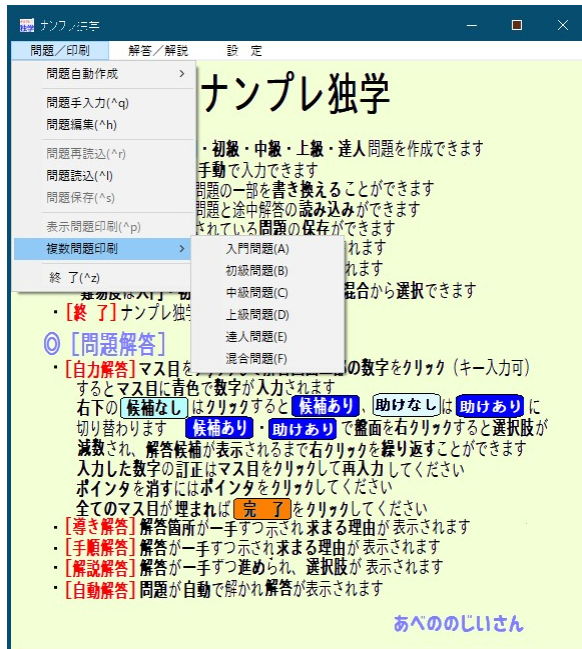 ナンプレ独学
問題／印刷 解答／解説 設 定
問題自動作成
問題手入力(^q)
問題編集(^h)
問題再読込(^r)
問題読込(^l)
問題保存(^s)
表示問題印刷(^p)
複数問題印刷
終 了(^z)
入門問題(A)
初級問題(B)
中級問題(C)
上級問題(D)
達人問題(E)
混合問題(F)
ナンプレ独学
・初級・中級・上級・達人問題を作成できます
手動で入力できます
問題の一部を書き換えることができます
問題と途中解答の読み込みができます
されている問題の保存ができます
れます
れます
混合から選択できます
・［終 了］ナンプレ独学
◎［問題解答］
・［自力解答］マス目を
の数字をクリック（キー入力可）
するとマス目に青色で数字が入力されます
右下の 候補なし はクリックすると 候補あり、助けなし は 助けあり に
切り替わります 候補あり・助けあり で盤面を右クリックすると選択肢が
減数され、解答候補が表示されるまで右クリックを繰り返すことができます
入力した数字の訂正はマス目をクリックして再入力してください
ポインタを消すにはポインタをクリックしてください
全てのマス目が埋まれば 完 了 をクリックしてください
・［導き解答］解答箇所が一手ずつ示され求まる理由が表示されます
・［手順解答］解答が一手ずつ示され求まる理由が表示されます
・［解説解答］解答が一手ずつ進められ、選択肢が表示されます
・［自動解答］問題が自動で解かれ解答が表示されます
あべののじいさん